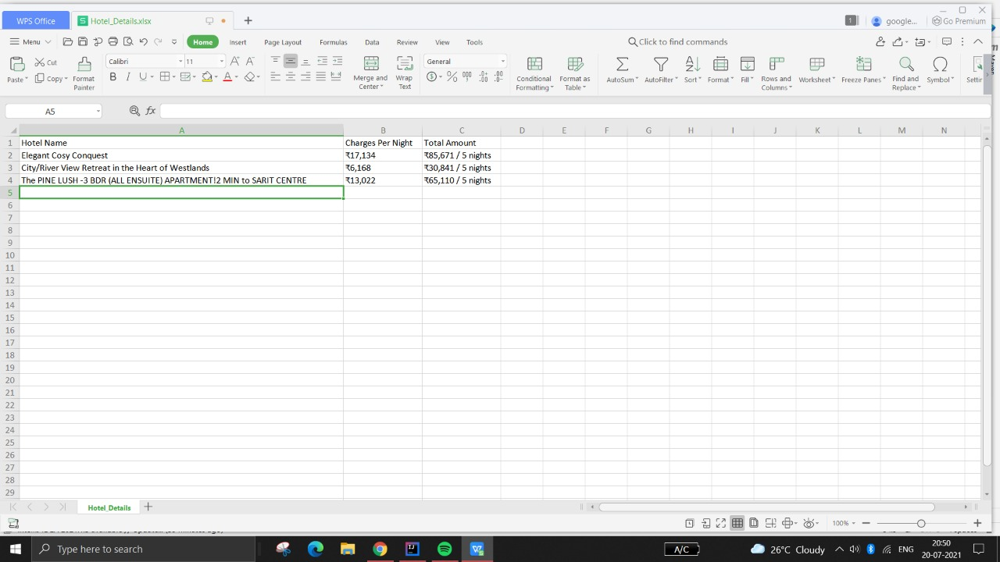 WPS Office Hotel_Details.xlsx 1 google... Go Premium
Menu Home Insert Page Layout Formulas Data Review View Tools Click to find commands
Paste Cut Copy Format Painter Calibri 11 Merge and Center Wrap Text General Conditional Formatting Format as Table AutoSum AutoFilter Sort Format Fill Rows and Columns Worksheet Freeze Panes Find and Replace Symbol Settin
A5 fx
A B C D E F G H I J K L M N
1 Hotel Name Charges Per Night Total Amount
2 Elegant Cosy Conquest ₹17,134 ₹85,671 / 5 nights
3 City/River View Retreat in the Heart of Westlands ₹6,168 ₹30,841 / 5 nights
4 The PINE LUSH -3 BDR (ALL ENSUITE) APARTMENT|2 MIN to SARIT CENTRE ₹13,022 ₹65,110 / 5 nights
5
6
7
8
9
10
11
12
13
14
15
16
17
18
19
20
21
22
23
24
25
26
27
28
29
Hotel_Details
100%
Type here to search A/C 26°C Cloudy ENG 20:50
20-07-2021